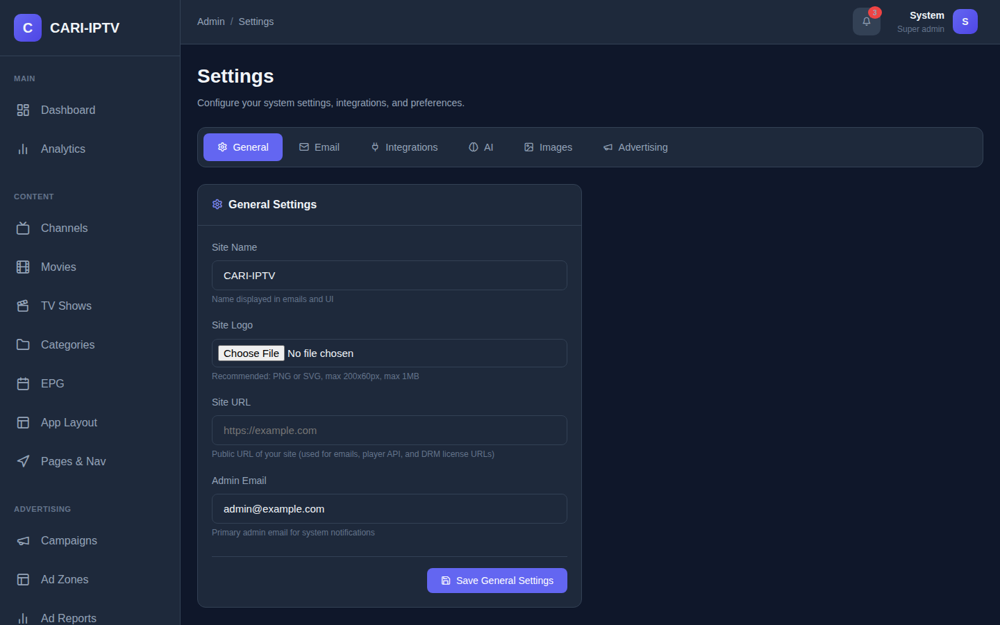 C CARI-IPTV
MAIN
Dashboard
Analytics
CONTENT
Channels
Movies
TV Shows
Categories
EPG
App Layout
Pages & Nav
ADVERTISING
Campaigns
Ad Zones
Ad Reports
Admin / Settings
3
System
Super admin
S
Settings
Configure your system settings, integrations, and preferences.
General Email Integrations AI Images Advertising
General Settings
Site Name
CARI-IPTV
Name displayed in emails and UI
Site Logo
Choose File No file chosen
Recommended: PNG or SVG, max 200x60px, max 1MB
Site URL
https://example.com
Public URL of your site (used for emails, player API, and DRM license URLs)
Admin Email
admin@example.com
Primary admin email for system notifications
Save General Settings